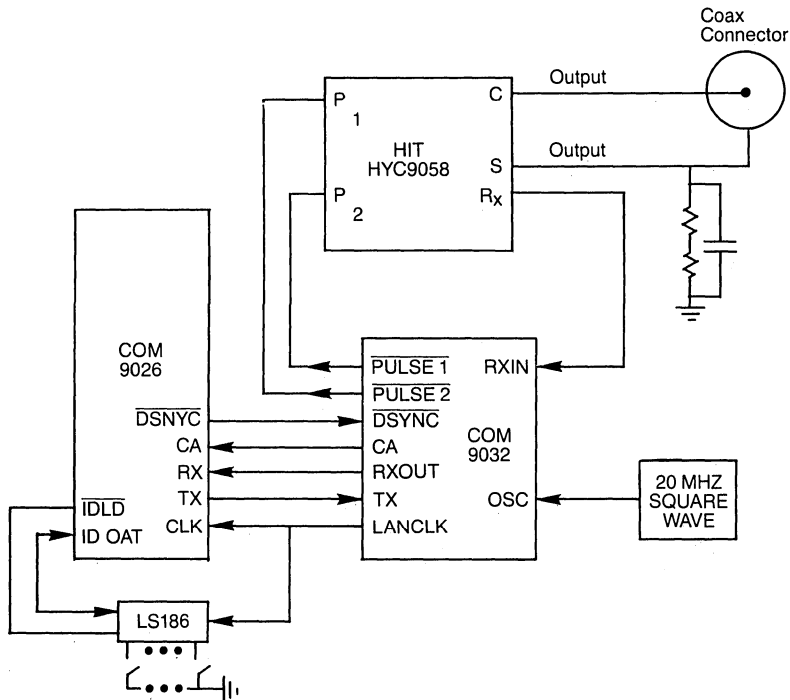 Coax
Connector
Output
P
1
C
HIT
HYC9058
Output
S
P
2
Rx
COM
9026
PULSE 1
RXIN
PULSE 2
DSNYC
DSYNC
CA
CA
COM
9032
RX
RXOUT
TX
TX
OSC
20 MHZ
SQUARE
WAVE
IDLD
ID OAT
CLK
LANCLK
LS186